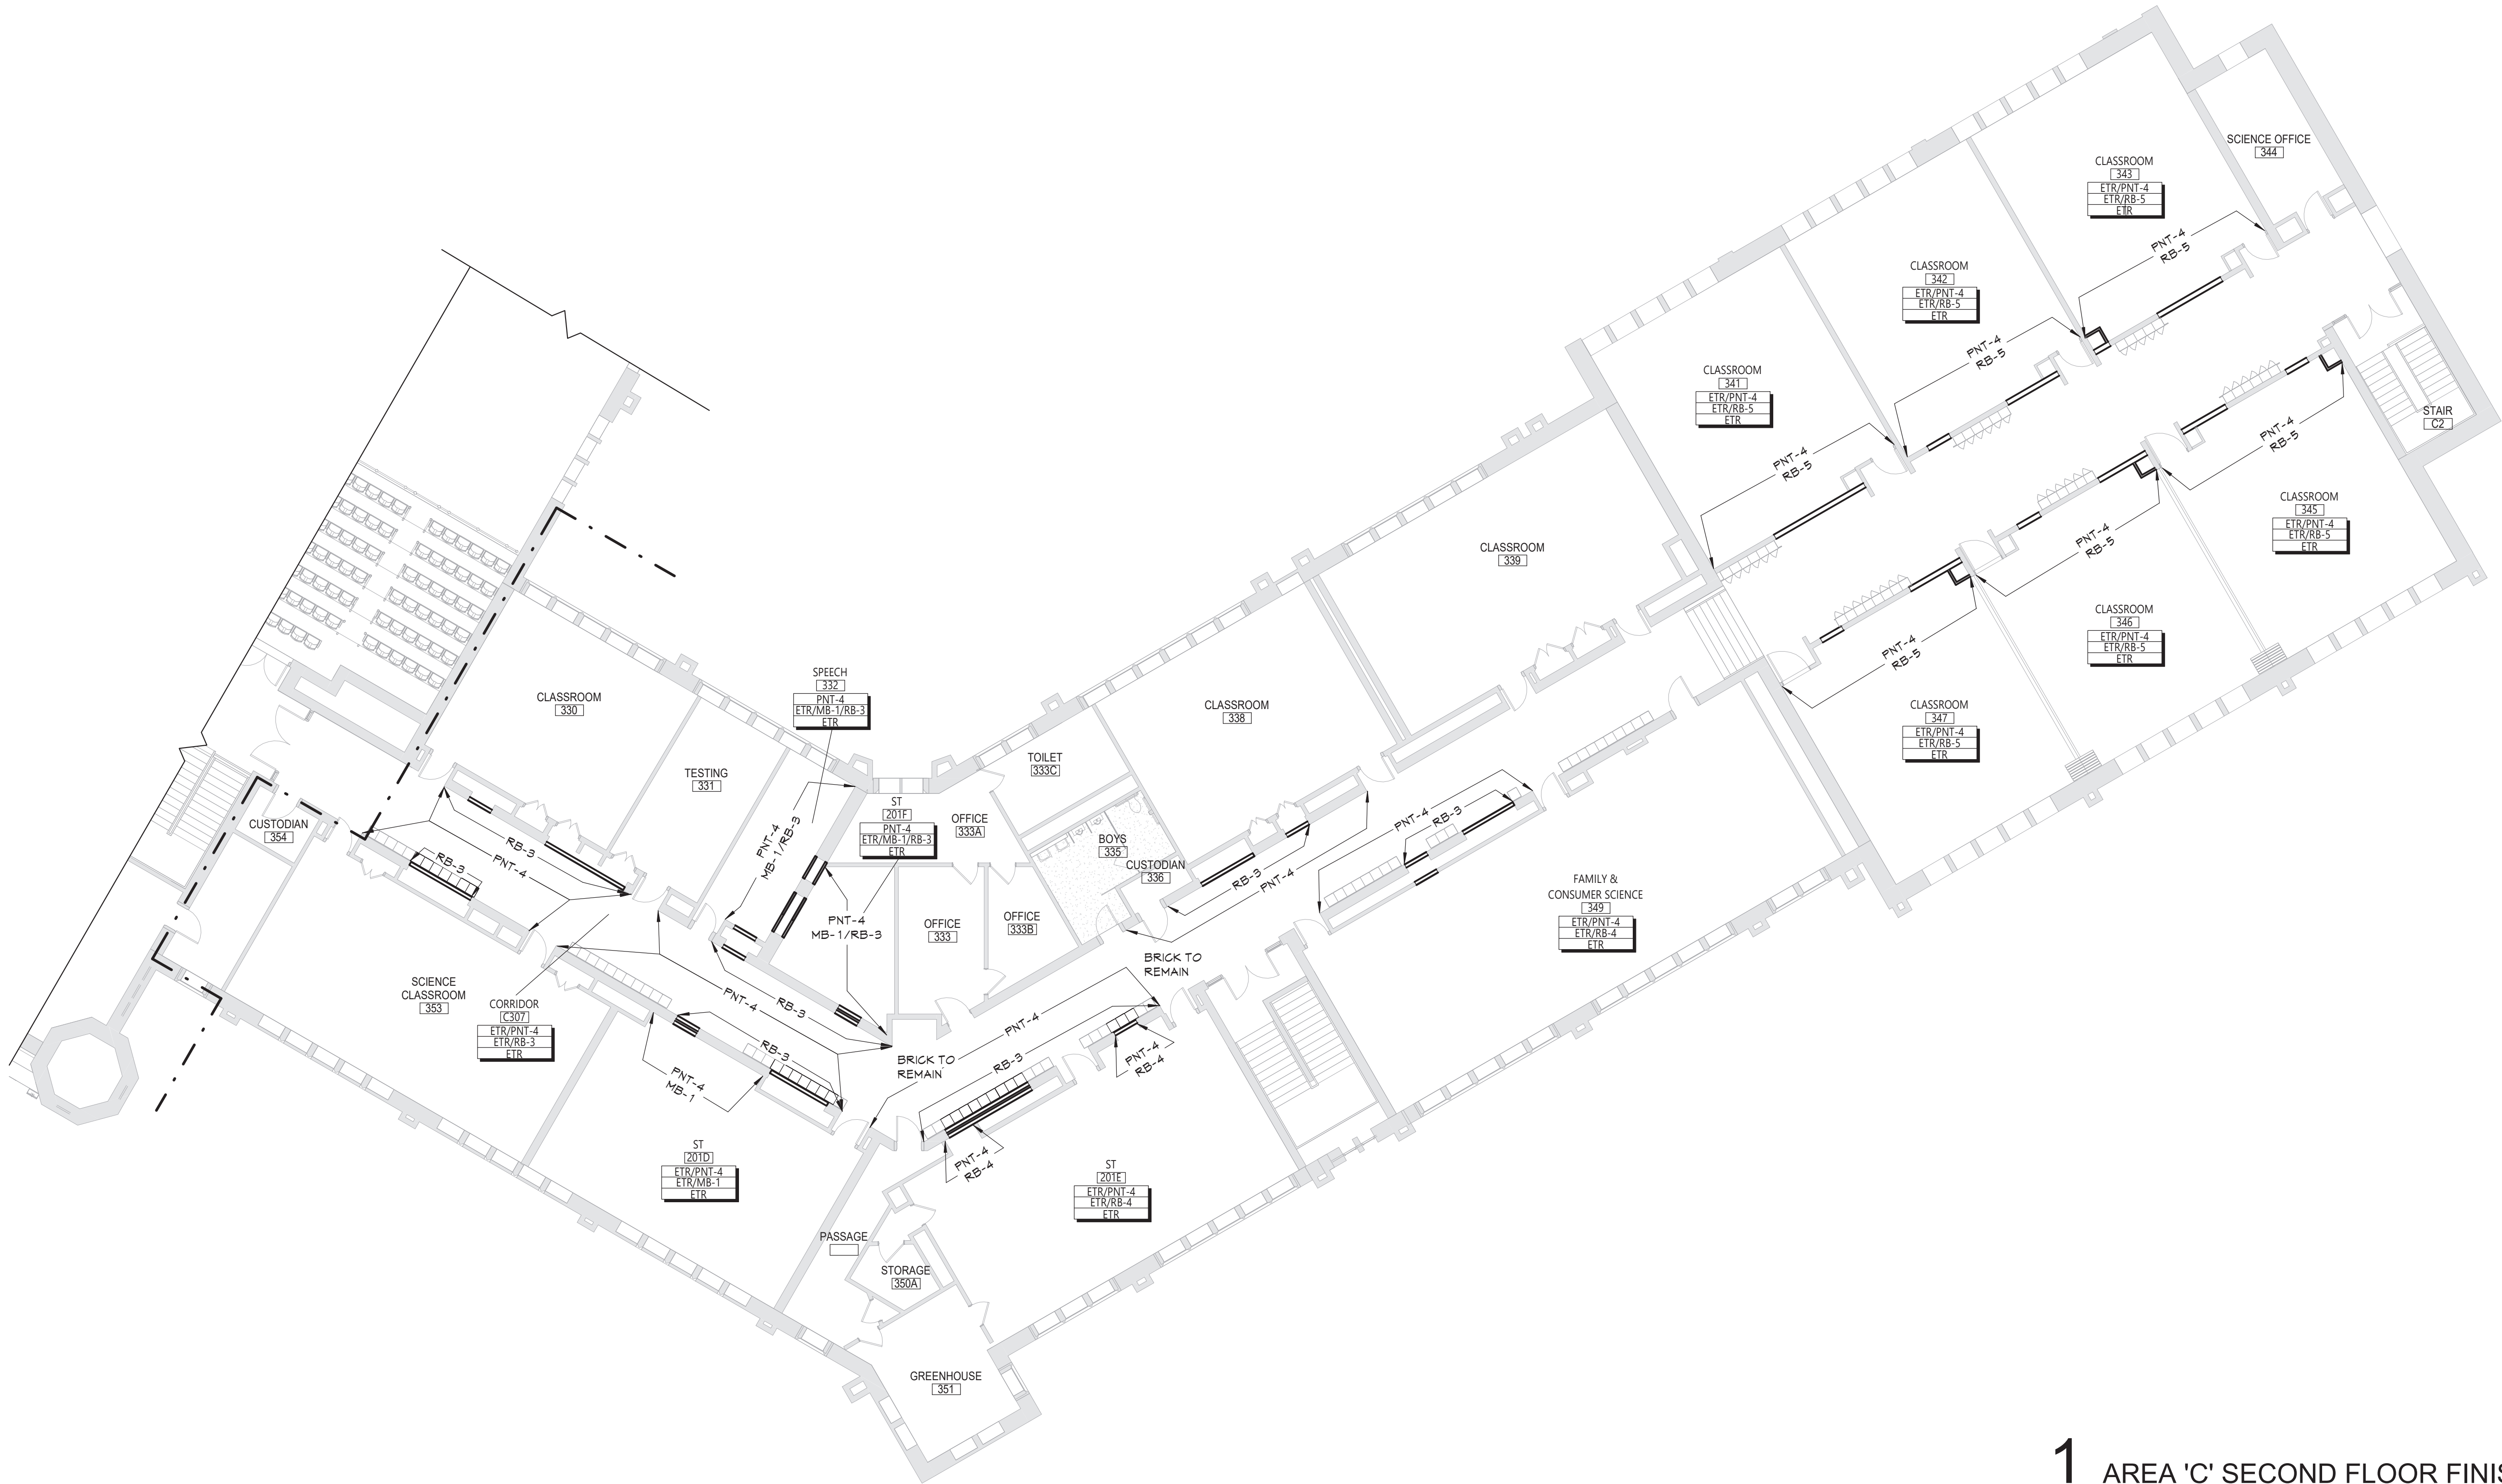 SCIENCE OFFICE
344
CLASSROOM
343
ETR/PNT-4
ETR/RB-5
ETR
PNT-4
RB-5
CLASSROOM
342
ETR/PNT-4
ETR/RB-5
ETR
PNT-4
RB-5
CLASSROOM
341
ETR/PNT-4
ETR/RB-5
ETR
PNT-4
RB-5
STAIR
C2
PNT-4
RB-5
CLASSROOM
345
ETR/PNT-4
ETR/RB-5
ETR
PNT-4
RB-5
CLASSROOM
346
ETR/PNT-4
ETR/RB-5
ETR
PNT-4
RB-5
CLASSROOM
347
ETR/PNT-4
ETR/RB-5
ETR
CLASSROOM
339
CLASSROOM
338
SPEECH
332
PNT-4
ETR/MB-1/RB-3
ETR
CLASSROOM
330
TESTING
331
TOILET
333C
ST
201F
PNT-4
ETR/MB-1/RB-3
ETR
OFFICE
333A
BOYS
335
CUSTODIAN
336
CUSTODIAN
354
PNT-4
MB-1/RB-3
RB-3
PNT-4
RB-3
PNT-4
RB-3
RB-3
PNT-4
FAMILY &
CONSUMER SCIENCE
349
ETR/PNT-4
ETR/RB-4
ETR
PNT-4
MB-1/RB-3
OFFICE
333
OFFICE
333B
BRICK TO
REMAIN
SCIENCE
CLASSROOM
353
CORRIDOR
C307
ETR/PNT-4
ETR/RB-3
ETR
PNT-4
RB-3
PNT-4
RB-3
RB-3
PNT-4
RB-4
BRICK TO
REMAIN
PNT-4
MB-1
PNT-4
RB-4
ST
201D
ETR/PNT-4
ETR/MB-1
ETR
ST
201E
ETR/PNT-4
ETR/RB-4
ETR
PASSAGE
STORAGE
350A
GREENHOUSE
351
1 AREA 'C' SECOND FLOOR FINIS